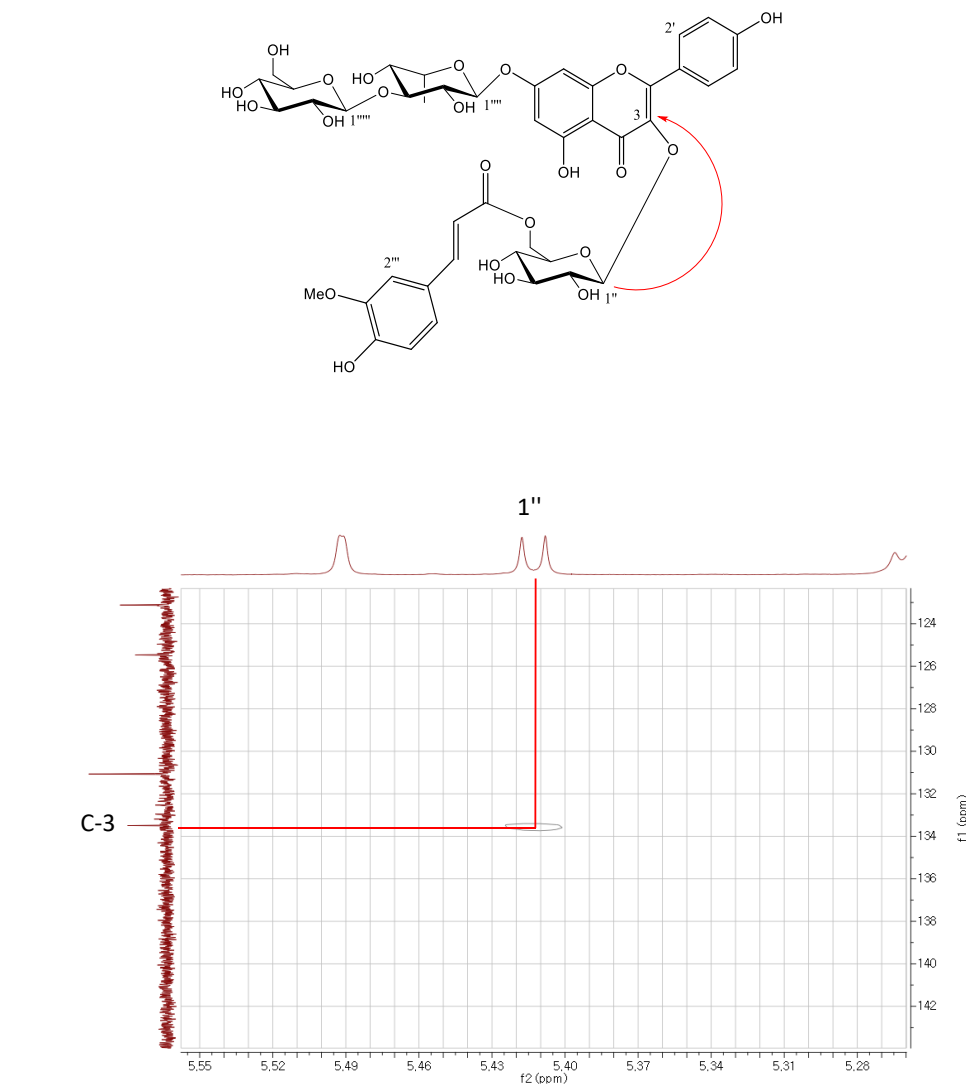 OH
2'
OH
O
O
O
HO
O
HO
O
HO
OH
1'''''
OH
1''''
3
O
OH
O
O
O
O
HO
HO
OH
1''
2'''
MeO
HO
1''
C-3
124
126
128
130
132
134
136
138
140
142
f1 (ppm)
5.55
5.52
5.49
5.46
5.43
5.40
5.37
5.34
5.31
5.28
f2 (ppm)